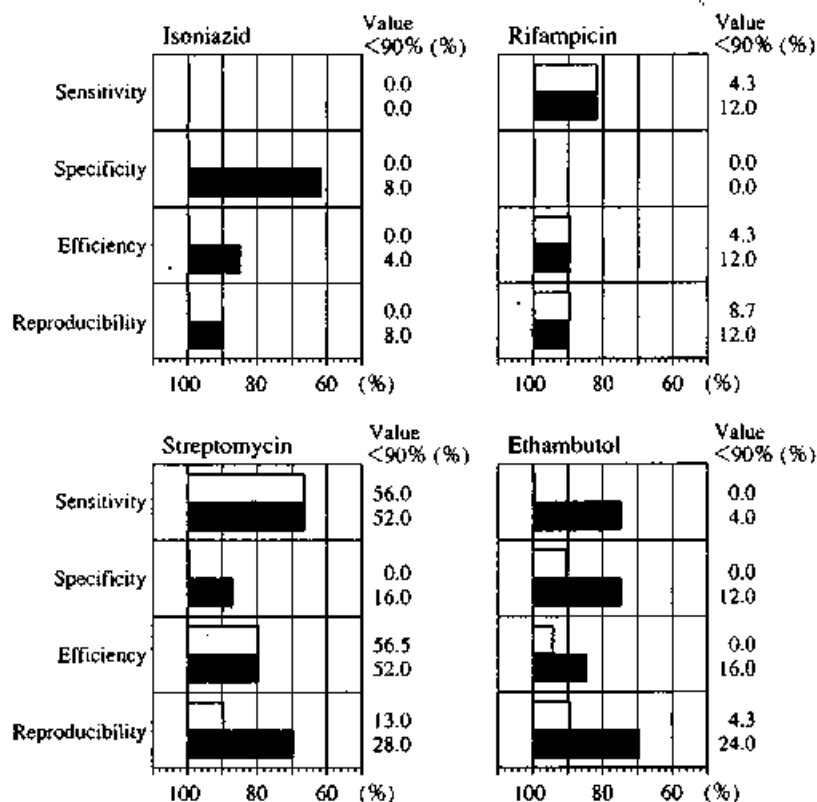 Isoniazid Value <90% (%)
Sensitivity 0.0 0.0
Specificity 0.0 8.0
Efficiency 0.0 4.0
Reproducibility 0.0 8.0
100 80 60 (%)
Rifampicin Value <90% (%)
4.3 12.0
0.0 0.0
4.3 12.0
8.7 12.0
100 80 60 (%)
Streptomycin Value <90% (%)
Sensitivity 56.0 52.0
Specificity 0.0 16.0
Efficiency 56.5 52.0
Reproducibility 13.0 28.0
100 80 60 (%)
Ethambutol Value <90% (%)
0.0 4.0
0.0 12.0
0.0 16.0
4.3 24.0
100 80 60 (%)